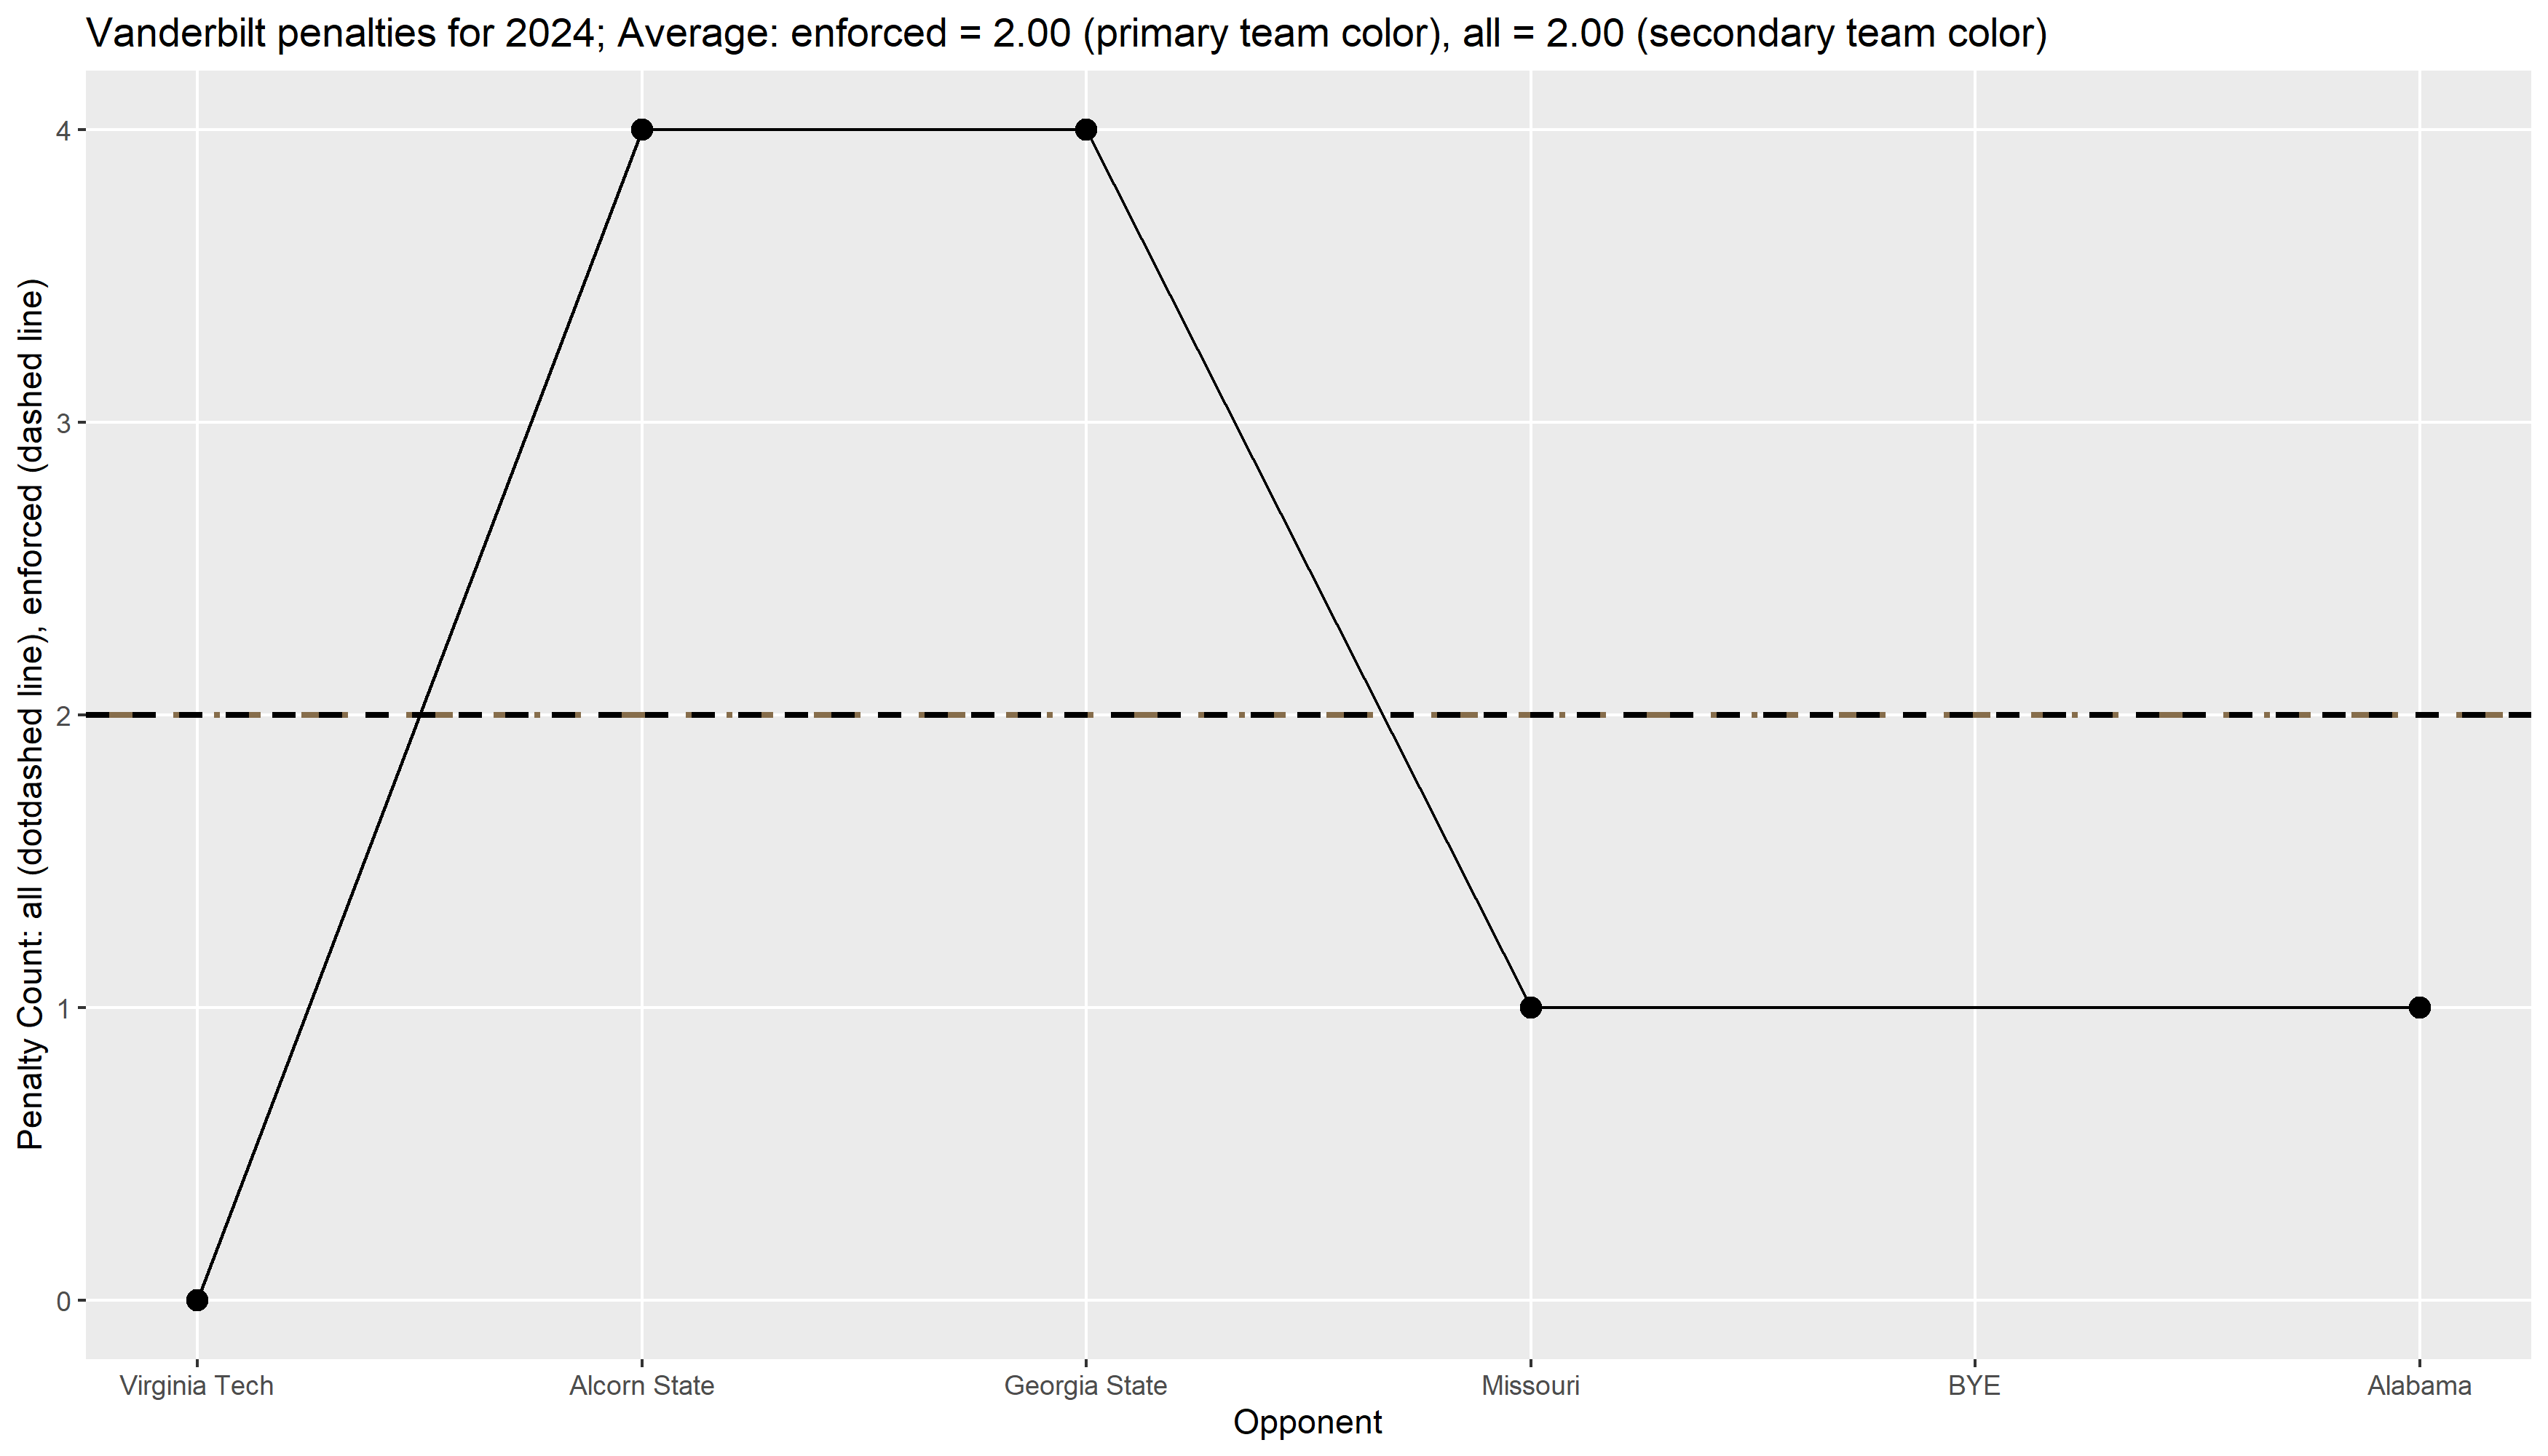 Vanderbilt penalties for 2024; Average: enforced = 2.00 (primary team color), all = 2.00 (secondary team color)
Penalty Count: all (dotdashed line), enforced (dashed line)
4
3
2
1
0
Virginia Tech
Alcorn State
Georgia State
Missouri
BYE
Alabama
Opponent